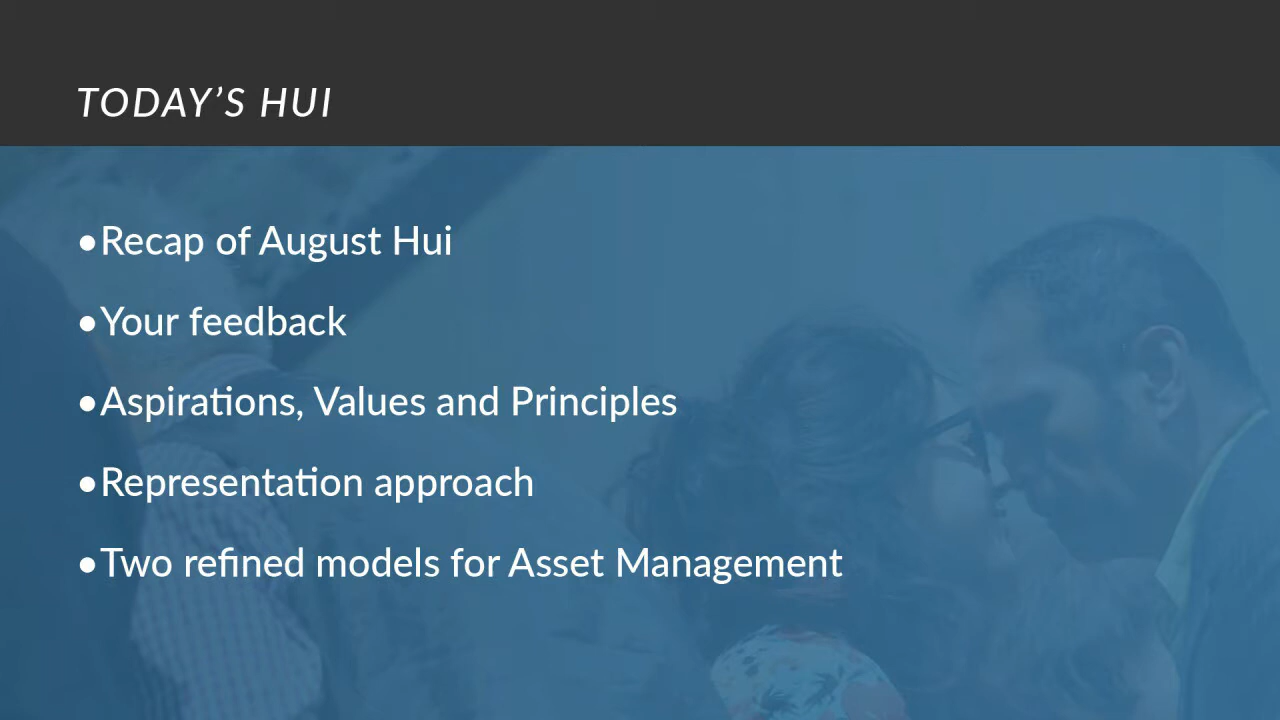 TODAY’S HUI
•Recap of August Hui
•Your feedback
•Aspirations, Values and Principles
•Representation approach
•Two refined models for Asset Management